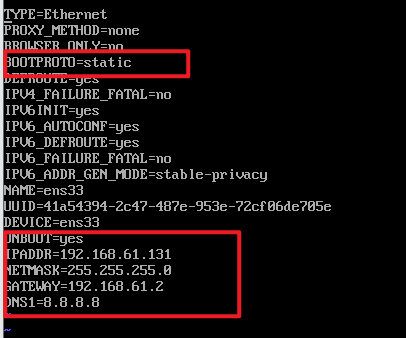 TYPE=Ethernet
PROXY_METHOD=none
BROWSER_ONLY=no
BOOTPROTO=static
DEFROUTE=yes
IPV4_FAILURE_FATAL=no
IPV6INIT=yes
IPV6_AUTOCONF=yes
IPV6_DEFROUTE=yes
IPV6_FAILURE_FATAL=no
IPV6_ADDR_GEN_MODE=stable-privacy
NAME=ens33
UUID=41a54394-2c47-487e-953e-72cf06de705e
DEVICE=ens33
ONBOOT=yes
IPADDR=192.168.61.131
NETMASK=255.255.255.0
GATEWAY=192.168.61.2
DNS1=8.8.8.8
~
~